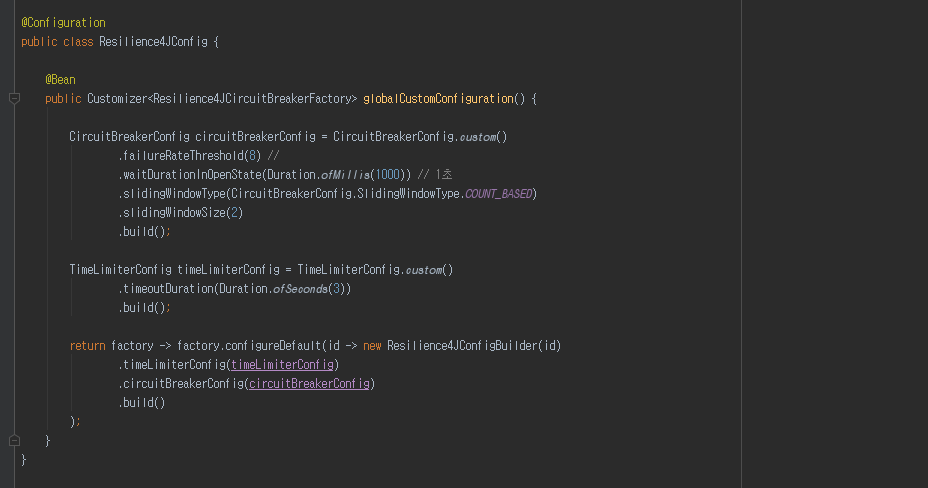 @Configuration
public class Resilience4JConfig {
@Bean
public Customizer<Resilience4JCircuitBreakerFactory> globalCustomConfiguration() {
CircuitBreakerConfig circuitBreakerConfig = CircuitBreakerConfig.custom()
.failureRateThreshold(8) //
.waitDurationInOpenState(Duration.ofMillis(1000)) // 1초
.slidingWindowType(CircuitBreakerConfig.SlidingWindowType.COUNT_BASED)
.slidingWindowSize(2)
.build();
TimeLimiterConfig timeLimiterConfig = TimeLimiterConfig.custom()
.timeoutDuration(Duration.ofSeconds(3))
.build();
return factory -> factory.configureDefault(id -> new Resilience4JConfigBuilder(id)
.timeLimiterConfig(timeLimiterConfig)
.circuitBreakerConfig(circuitBreakerConfig)
.build()
);
}
}